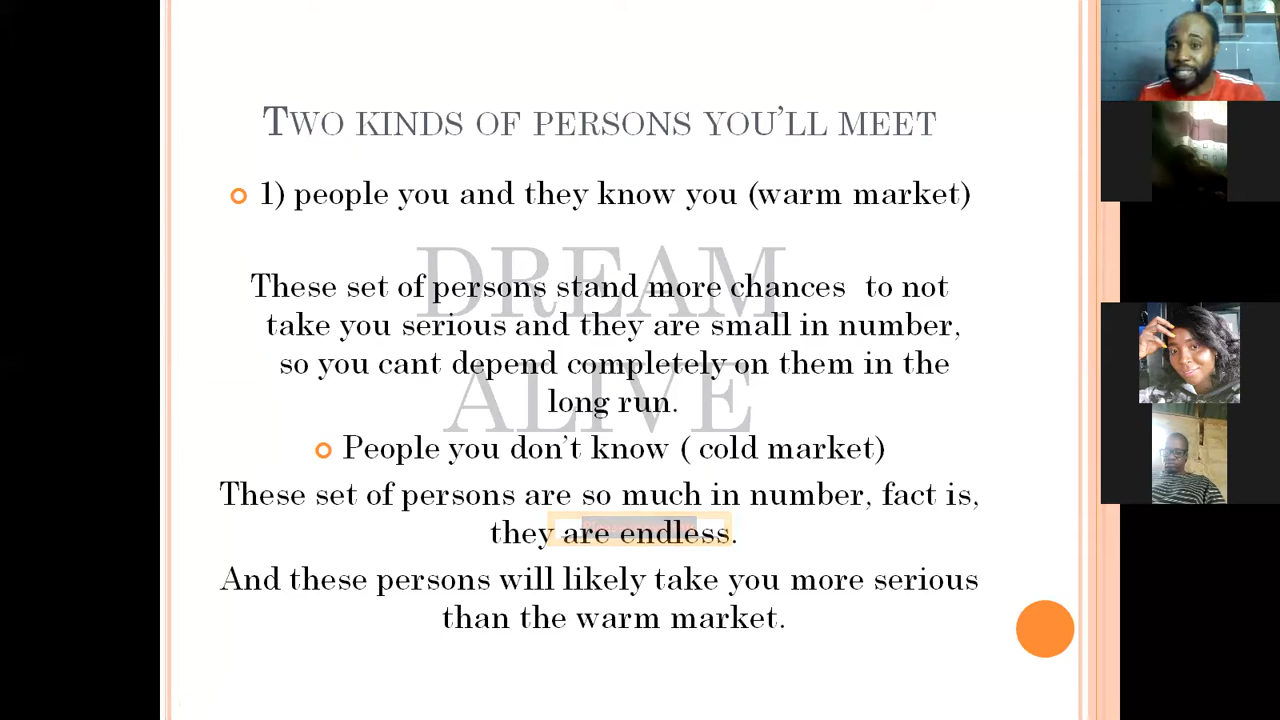 Two kinds of persons you'll meet
1) people you and they know you (warm market)
DREAM
These set of persons stand more chances to not
take you serious and they are small in number,
so you cant depend completely on them in the
ALIVE
long run.
People you don't know ( cold market)
These set of persons are so much in number, fact is,
they are endless.
And these persons will likely take you more serious
than the warm market.